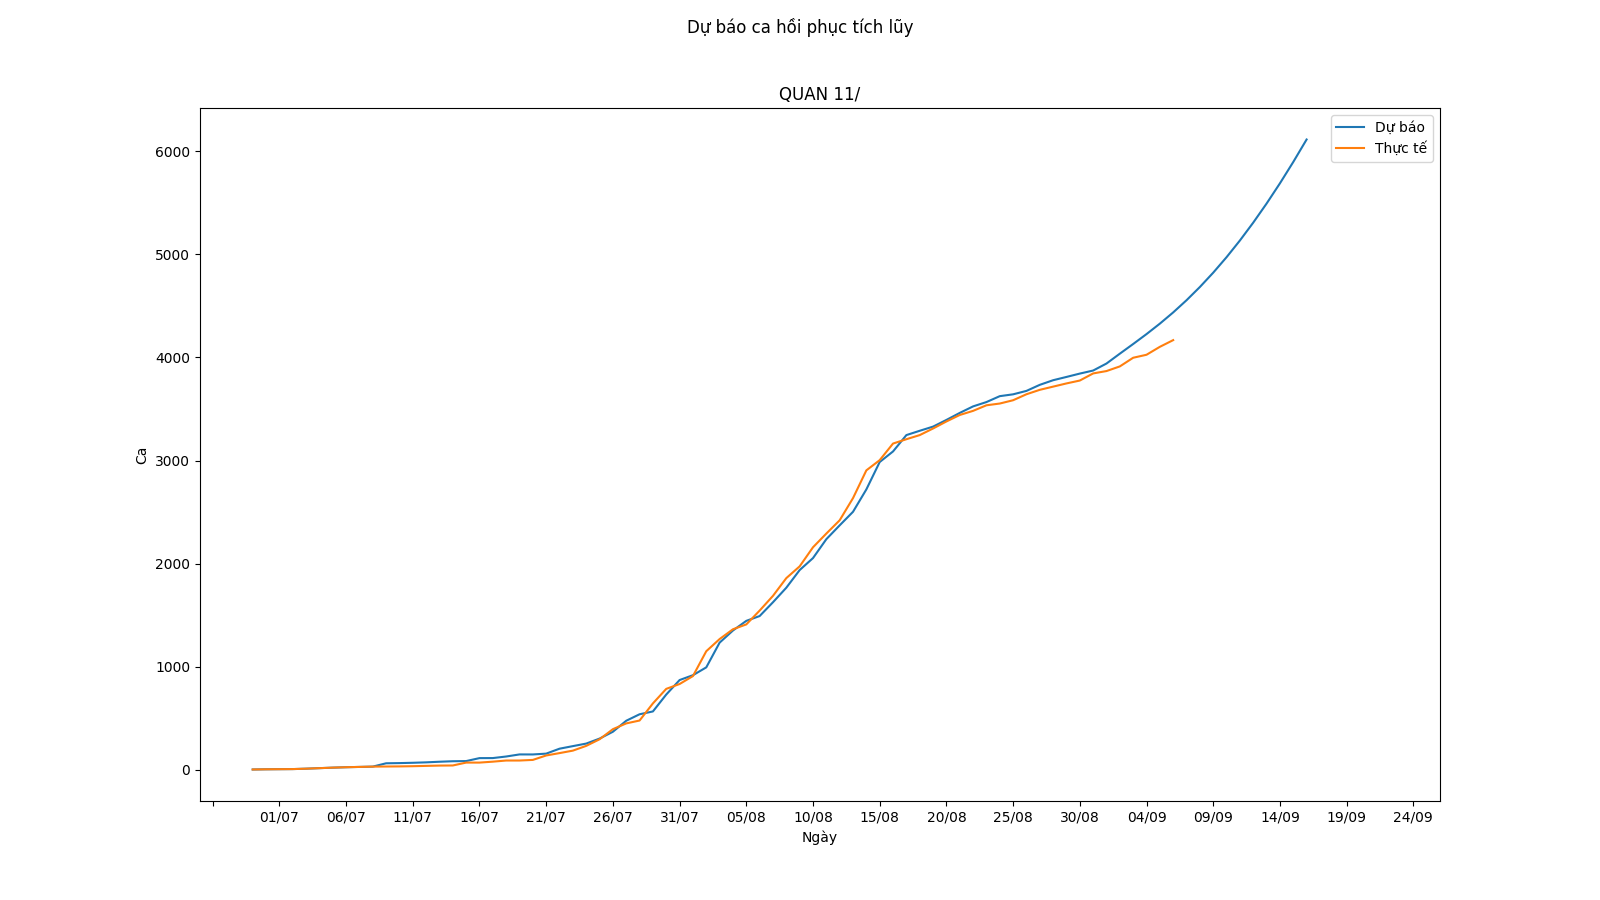 Dự báo ca hồi phục tích lũy
QUAN 11/
Dự báo
Thực tế
6000
5000
4000
3000
2000
1000
0
Ca
01/07 06/07 11/07 16/07 21/07 26/07 31/07 05/08 10/08 15/08 20/08 25/08 30/08 04/09 09/09 14/09 19/09 24/09
Ngày